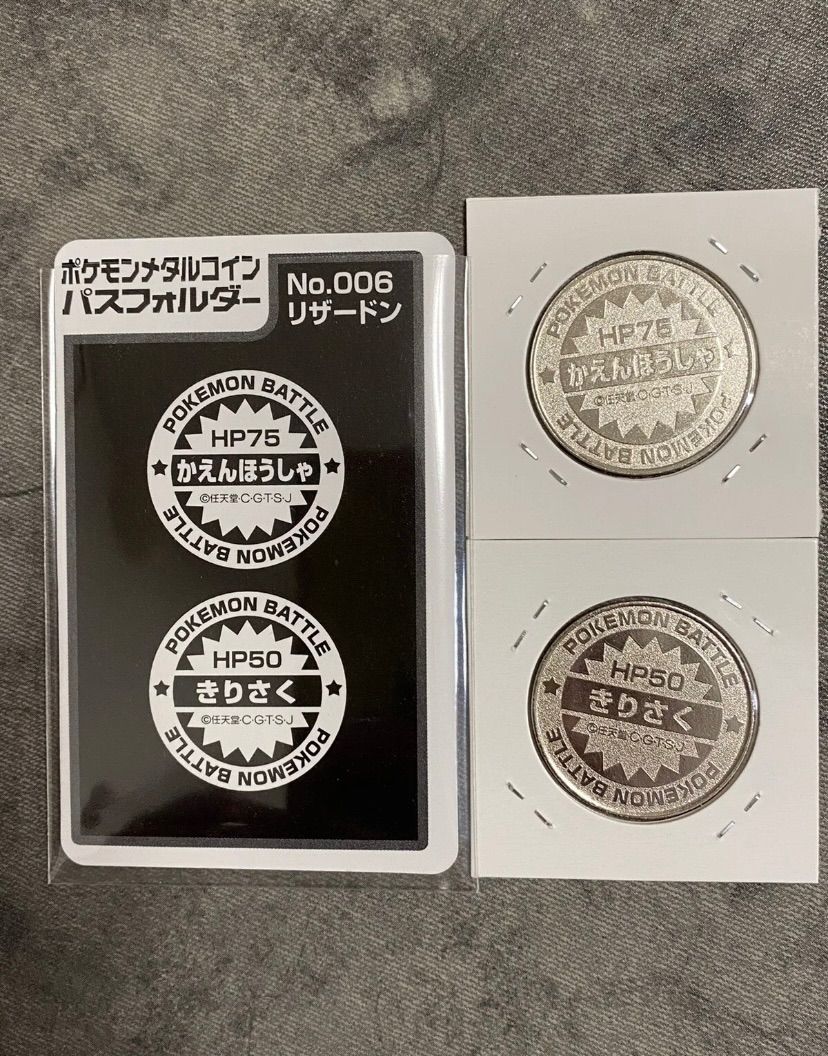 ポケモンメタルコイン
パスフォルダー
No.006
リザードン
POKEMON BATTLE
HP75
かえんほうしゃ
©任天堂·C·G·T·S·J
POKEMON BATTLE
POKEMON BATTLE
HP50
きりさく
©任天堂·C·G·T·S·J
POKEMON BATTLE
POKEMON BATTLE
HP75
かえんほうしゃ
©任天堂C·G·T·S·J
POKEMON BATTLE
POKEMON BATTLE
HP50
きりさく
©任天堂C·G·T·S·J
POKEMON BATTLE